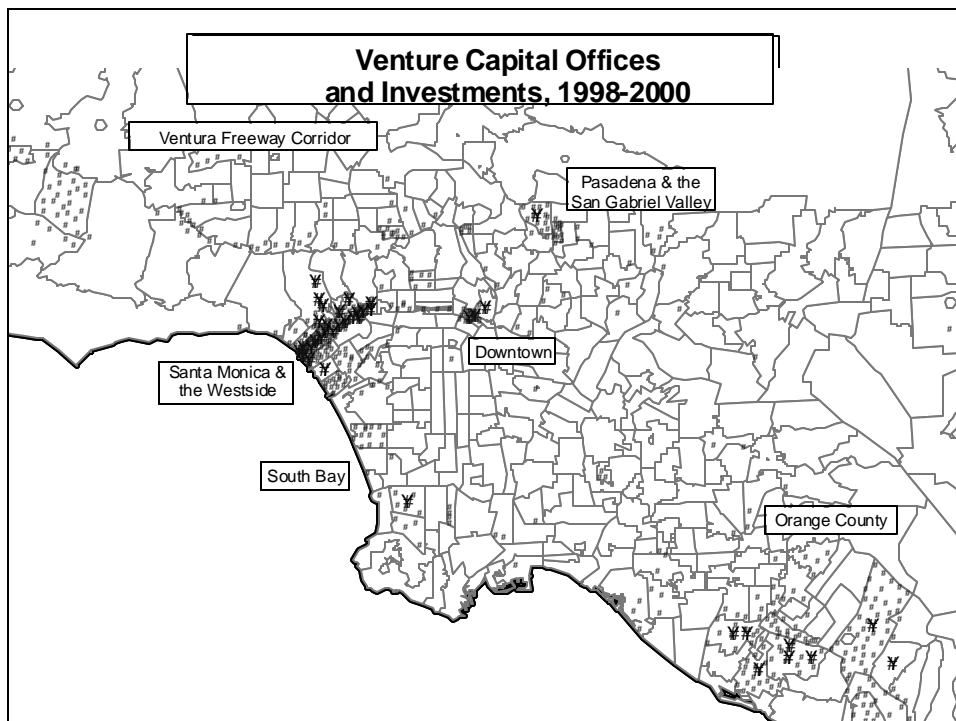 Venture Capital Offices
and Investments, 1998-2000
Ventura Freeway Corridor
Pasadena & the
San Gabriel Valley
Downtown
Santa Monica &
the Westside
South Bay
Orange County